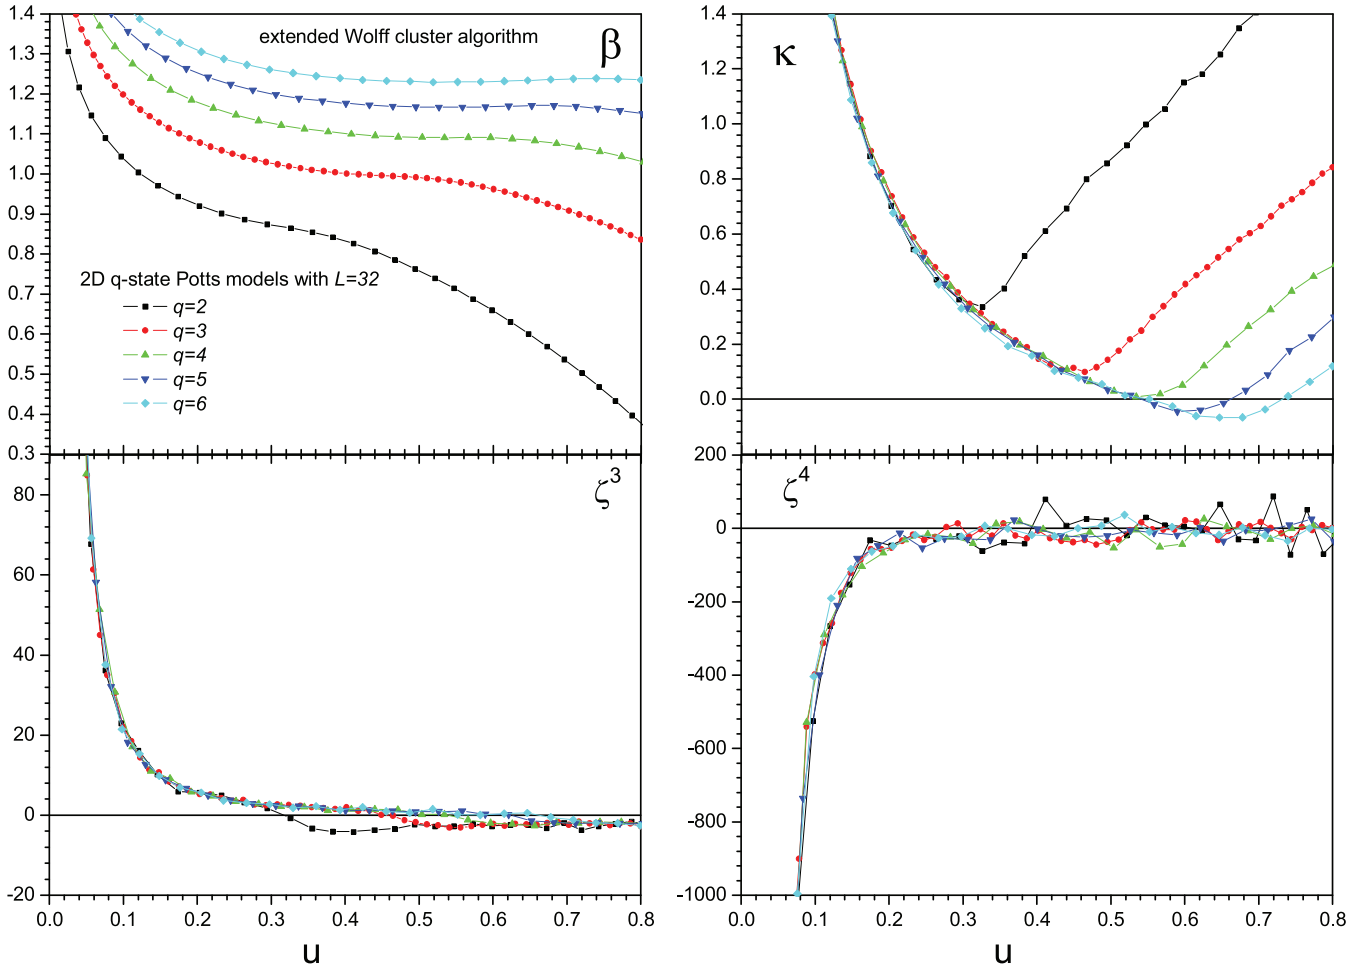 1.4
1.3
1.2
1.1
1.0
0.9
0.8
0.7
0.6
0.5
0.4
0.3
extended Wolff cluster algorithm
β
2D q-state Potts models with L=32
q=2
q=3
q=4
q=5
q=6
1.4
1.2
1.0
0.8
0.6
0.4
0.2
0.0
κ
80
60
40
20
0
-20
ζ³
0.0 0.1 0.2 0.3 0.4 0.5 0.6 0.7 0.8
u
200
0
-200
-400
-600
-800
-1000
ζ⁴
0.0 0.1 0.2 0.3 0.4 0.5 0.6 0.7 0.8
u